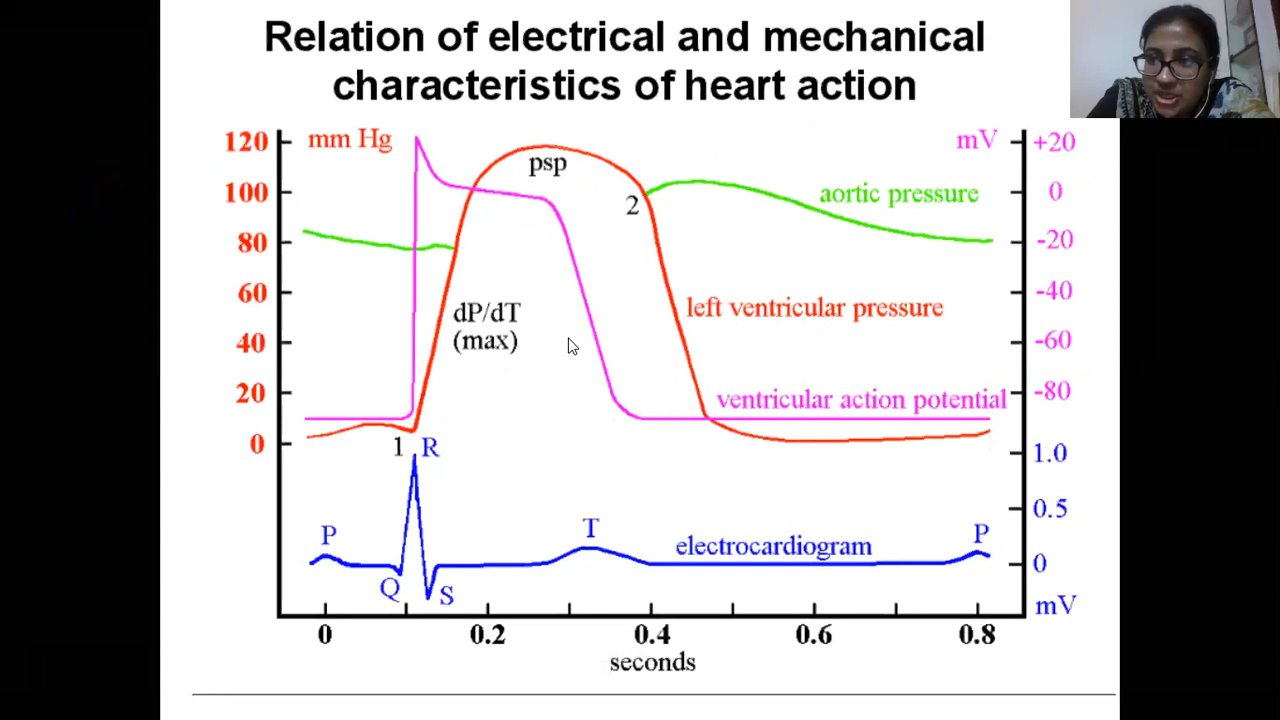 Relation of electrical and mechanical
characteristics of heart action
120 mm Hg mV +20
psp
100 2 aortic pressure 0
80 -20
60 dP/dT left ventricular pressure -40
40 (max) -60
20 ventricular action potential -80
0 1 R 1.0
0.5
P T electrocardiogram P 0
Q S mV
0 0.2 0.4 0.6 0.8
seconds